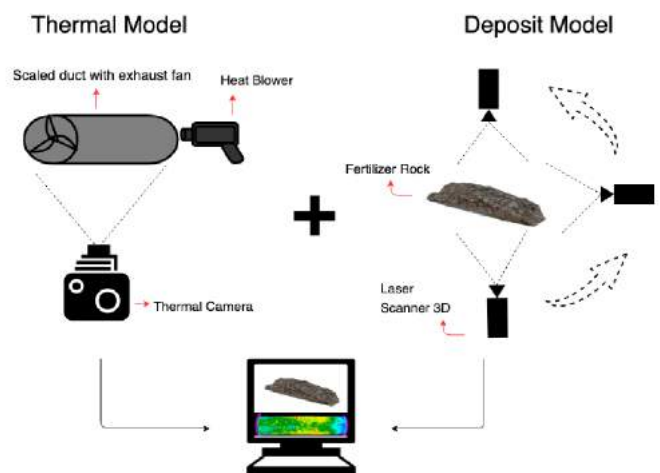 Thermal Model
Deposit Model
Scaled duct with exhaust fan
Heat Blower
Fertilizer Rock
Thermal Camera
Laser
Scanner 3D